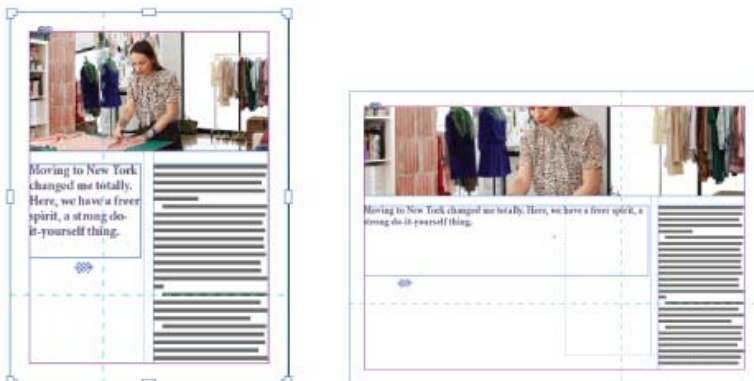 Moving to New York
changed me totally.
Here, we have a freer
spirit, a strong do-
it-yourself thing.
Moving to New York changed me totally. Here, we have a freer spirit, a
strong do-it-yourself thing.